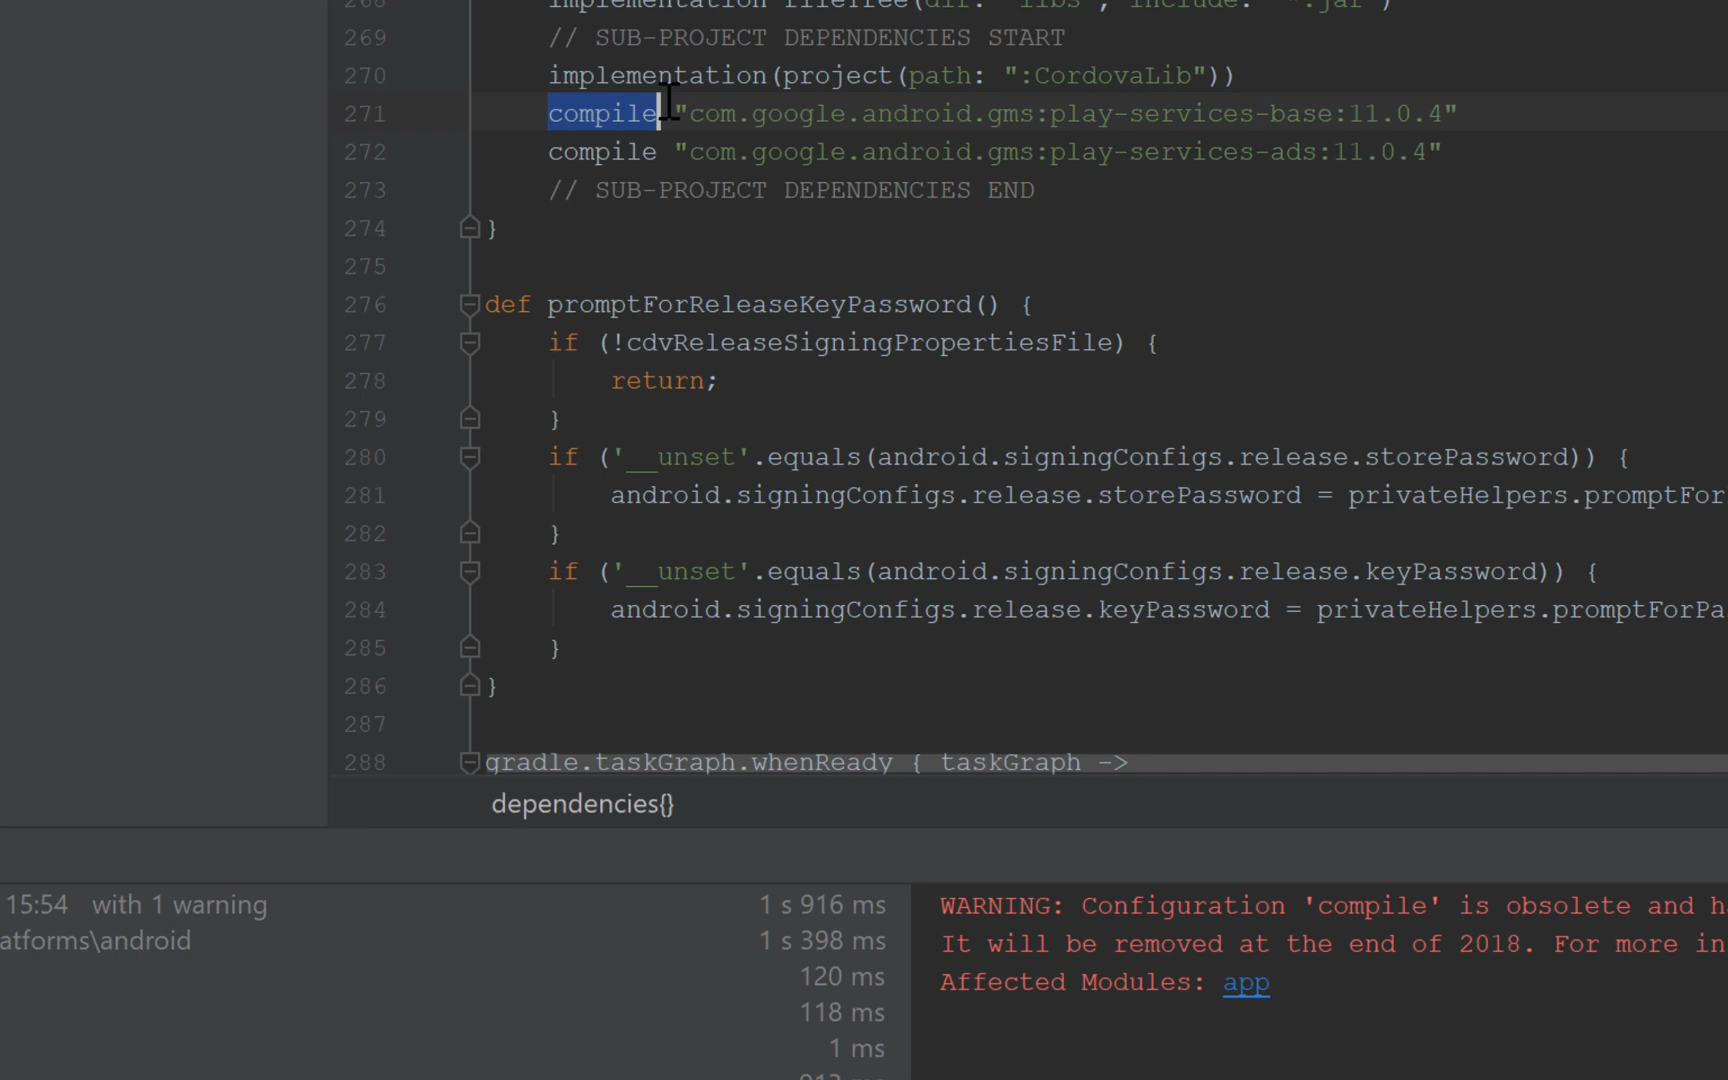 268 implementation fileTree(dir: 'libs', include: '*.jar')
269 // SUB-PROJECT DEPENDENCIES START
270 implementation(project(path: ":CordovaLib"))
271 compile "com.google.android.gms:play-services-base:11.0.4"
272 compile "com.google.android.gms:play-services-ads:11.0.4"
273 // SUB-PROJECT DEPENDENCIES END
274 }
275
276 def promptForReleaseKeyPassword() {
277 if (!cdvReleaseSigningPropertiesFile) {
278 return;
279 }
280 if ('__unset'.equals(android.signingConfigs.release.storePassword)) {
281 android.signingConfigs.release.storePassword = privateHelpers.promptFor
282 }
283 if ('__unset'.equals(android.signingConfigs.release.keyPassword)) {
284 android.signingConfigs.release.keyPassword = privateHelpers.promptForPa
285 }
286 }
287
288 gradle.taskGraph.whenReady { taskGraph ->
dependencies{}
15:54 with 1 warning 1 s 916 ms
atforms\android 1 s 398 ms
120 ms
118 ms
1 ms
WARNING: Configuration 'compile' is obsolete and h
It will be removed at the end of 2018. For more in
Affected Modules: app